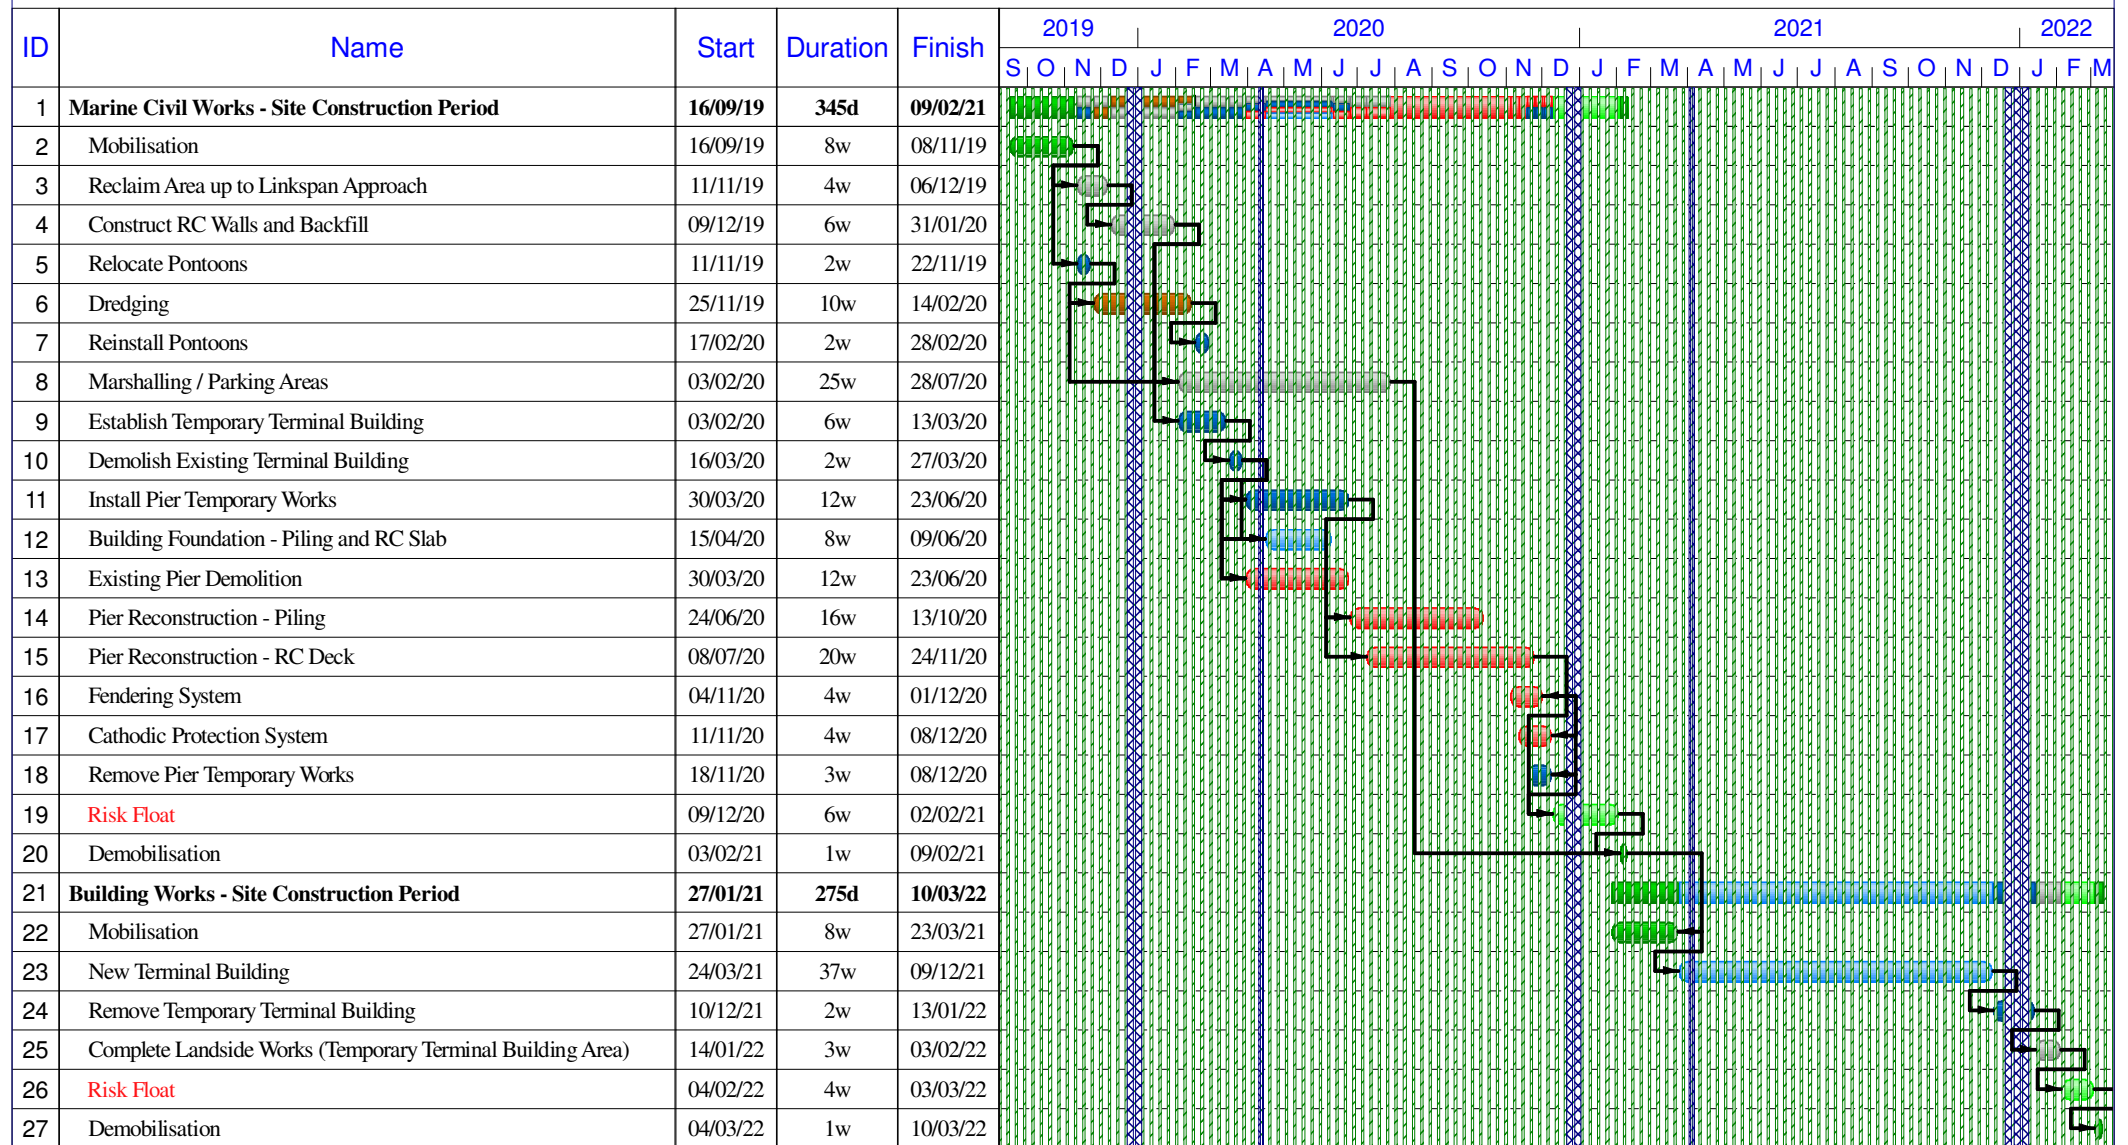 2019 2020 2021 2022
ID Name Start Duration Finish
S O N D J F M A M J J A S O N D J F M A M J J A S O N D J F M
1 Marine Civil Works - Site Construction Period 16/09/19 345d 09/02/21
2 Mobilisation 16/09/19 8w 08/11/19
3 Reclaim Area up to Linkspan Approach 11/11/19 4w 06/12/19
4 Construct RC Walls and Backfill 09/12/19 6w 31/01/20
5 Relocate Pontoons 11/11/19 2w 22/11/19
6 Dredging 25/11/19 10w 14/02/20
7 Reinstall Pontoons 17/02/20 2w 28/02/20
8 Marshalling / Parking Areas 03/02/20 25w 28/07/20
9 Establish Temporary Terminal Building 03/02/20 6w 13/03/20
10 Demolish Existing Terminal Building 16/03/20 2w 27/03/20
11 Install Pier Temporary Works 30/03/20 12w 23/06/20
12 Building Foundation - Piling and RC Slab 15/04/20 8w 09/06/20
13 Existing Pier Demolition 30/03/20 12w 23/06/20
14 Pier Reconstruction - Piling 24/06/20 16w 13/10/20
15 Pier Reconstruction - RC Deck 08/07/20 20w 24/11/20
16 Fendering System 04/11/20 4w 01/12/20
17 Cathodic Protection System 11/11/20 4w 08/12/20
18 Remove Pier Temporary Works 18/11/20 3w 08/12/20
19 Risk Float 09/12/20 6w 02/02/21
20 Demobilisation 03/02/21 1w 09/02/21
21 Building Works - Site Construction Period 27/01/21 275d 10/03/22
22 Mobilisation 27/01/21 8w 23/03/21
23 New Terminal Building 24/03/21 37w 09/12/21
24 Remove Temporary Terminal Building 10/12/21 2w 13/01/22
25 Complete Landside Works (Temporary Terminal Building Area) 14/01/22 3w 03/02/22
26 Risk Float 04/02/22 4w 03/03/22
27 Demobilisation 04/03/22 1w 10/03/22